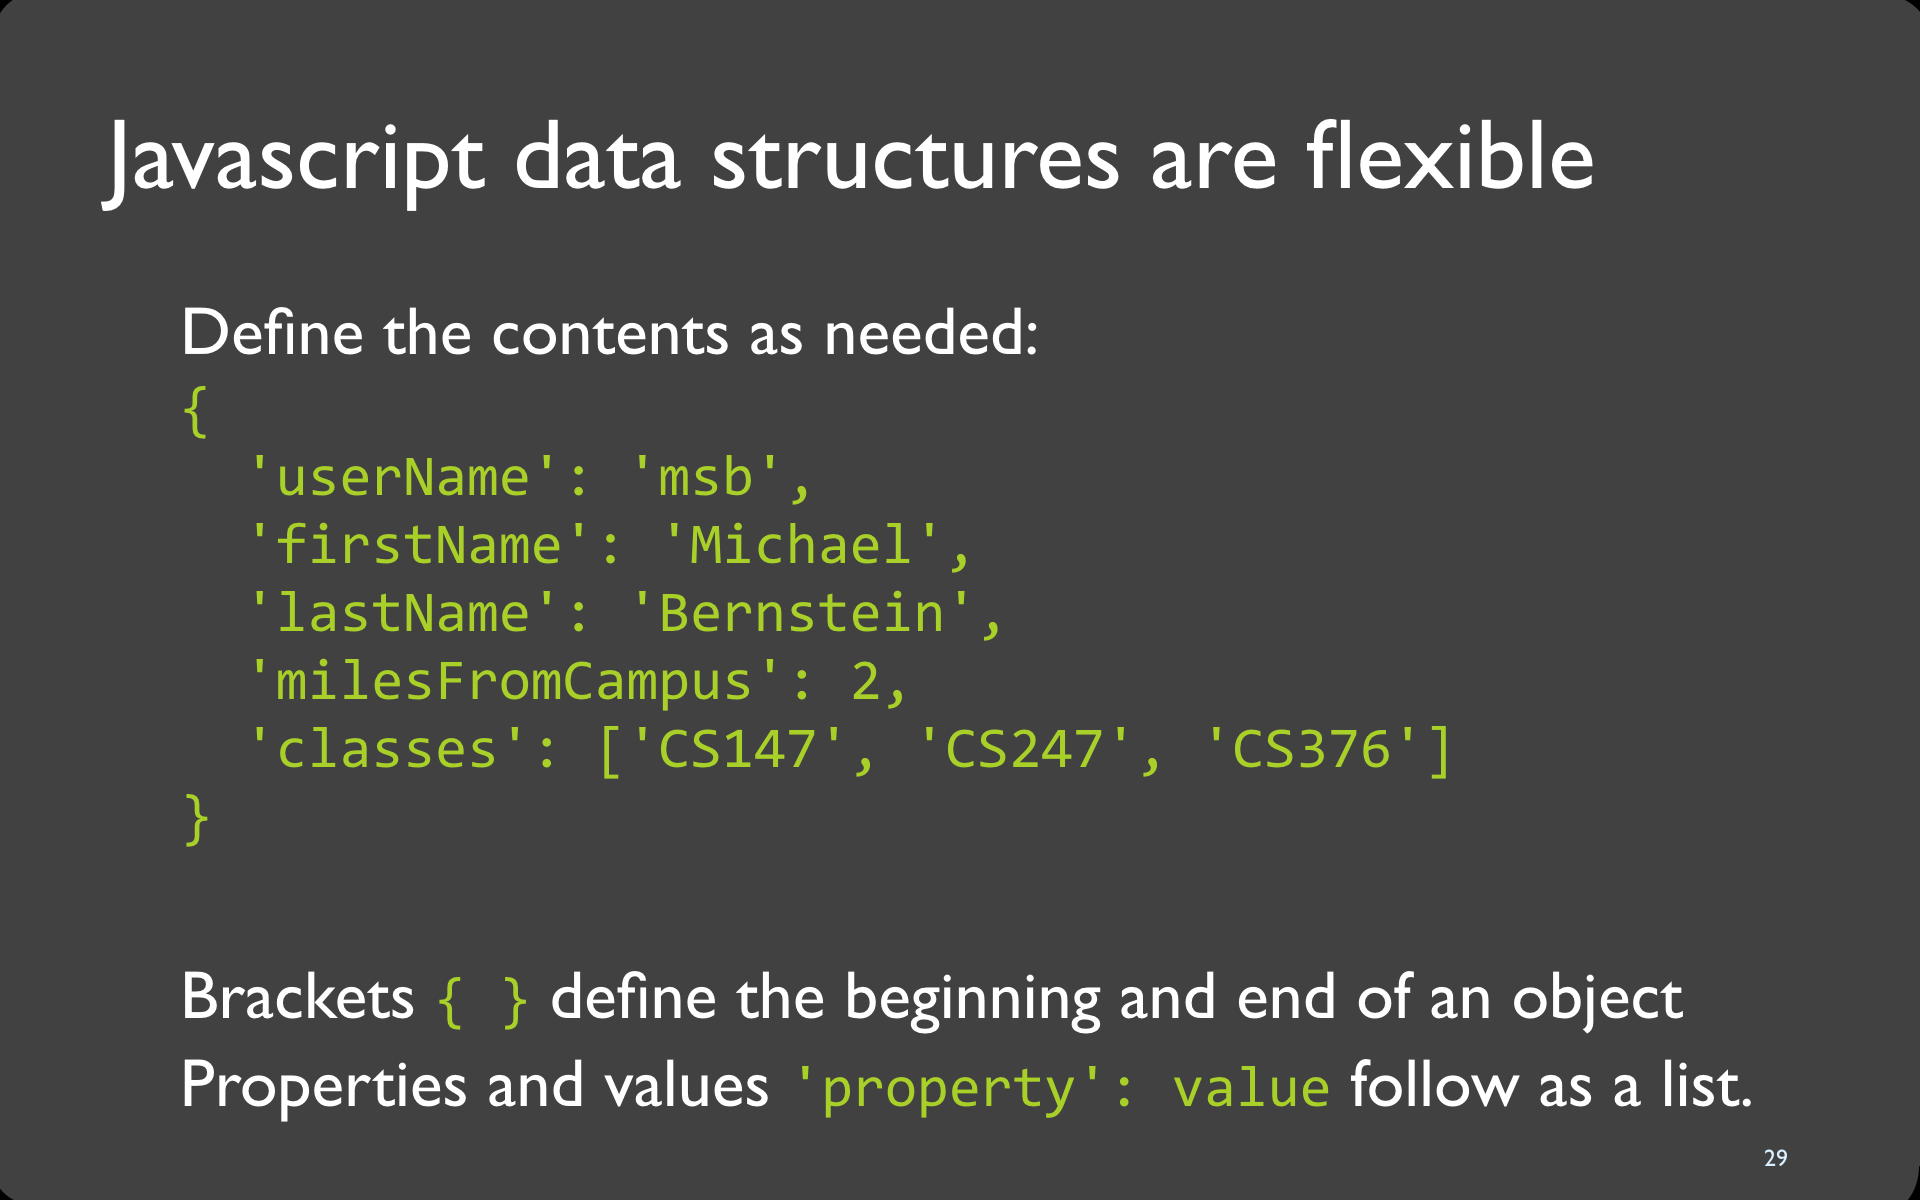 Javascript data structures are flexible
Define the contents as needed:
{
  'userName': 'msb',
  'firstName': 'Michael',
  'lastName': 'Bernstein',
  'milesFromCampus': 2,
  'classes': ['CS147', 'CS247', 'CS376']
}
Brackets { } define the beginning and end of an object
Properties and values 'property': value follow as a list.
29